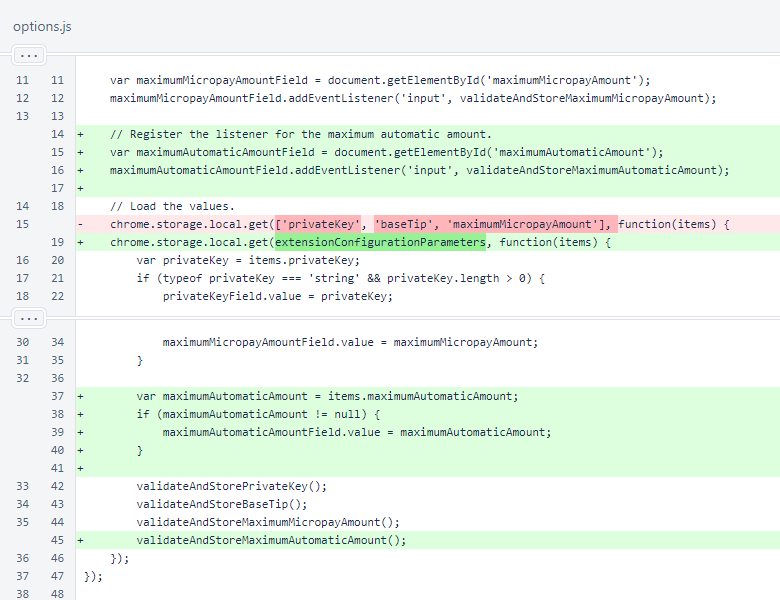 options.js
...
11 11 var maximumMicropayAmountField = document.getElementById('maximumMicropayAmount');
12 12 maximumMicropayAmountField.addEventListener('input', validateAndStoreMaximumMicropayAmount);
13 13
14 + // Register the listener for the maximum automatic amount.
15 + var maximumAutomaticAmountField = document.getElementById('maximumAutomaticAmount');
16 + maximumAutomaticAmountField.addEventListener('input', validateAndStoreMaximumAutomaticAmount);
17 +
14 18 // Load the values.
15 - chrome.storage.local.get(['privateKey', 'baseTip', 'maximumMicropayAmount'], function(items) {
19 + chrome.storage.local.get(extensionConfigurationParameters, function(items) {
16 20 var privateKey = items.privateKey;
17 21 if (typeof privateKey === 'string' && privateKey.length > 0) {
18 22 privateKeyField.value = privateKey;
...
30 34 maximumMicropayAmountField.value = maximumMicropayAmount;
31 35 }
32 36
37 + var maximumAutomaticAmount = items.maximumAutomaticAmount;
38 + if (maximumAutomaticAmount != null) {
39 + maximumAutomaticAmountField.value = maximumAutomaticAmount;
40 + }
41 +
33 42 validateAndStorePrivateKey();
34 43 validateAndStoreBaseTip();
35 44 validateAndStoreMaximumMicropayAmount();
45 + validateAndStoreMaximumAutomaticAmount();
36 46 });
37 47 });
38 48